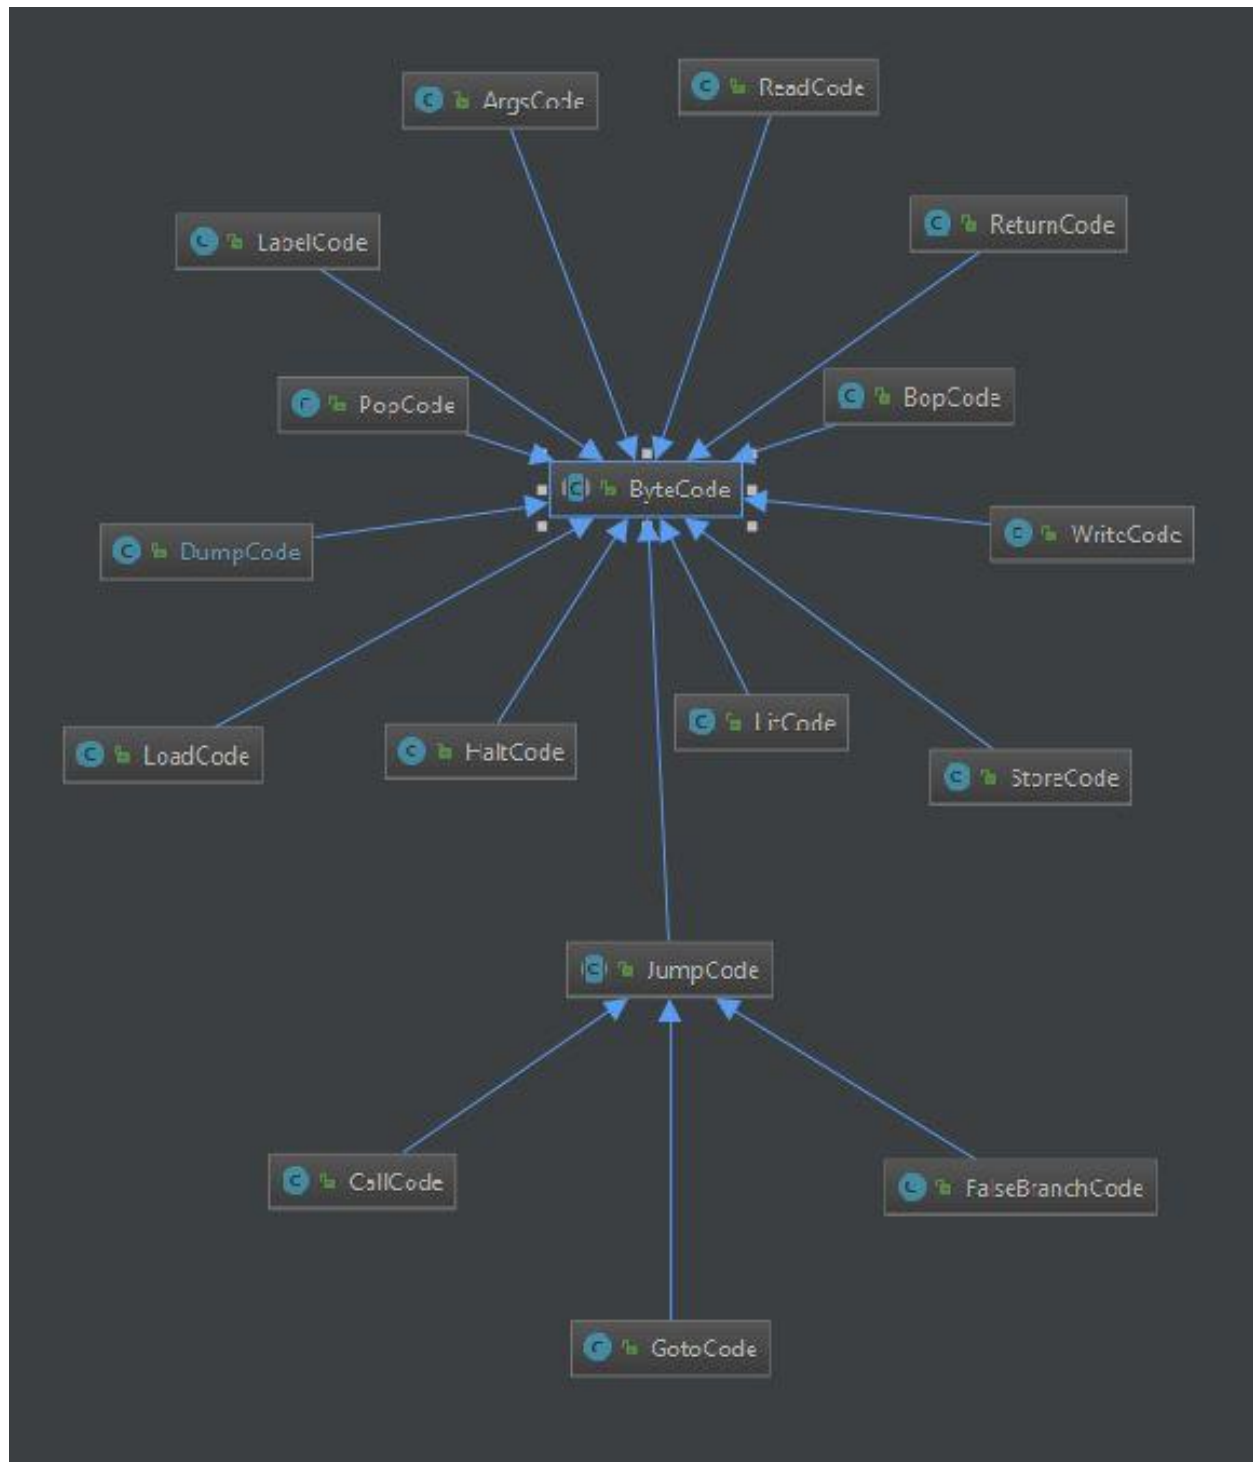 ReadCode
ArgsCode
ReturnCode
LabelCode
BopCode
PopCode
ByteCode
WriteCode
DumpCode
LitCode
HaltCode
LoadCode
StoreCode
JumpCode
CallCode
FalseBranchCode
GotoCode